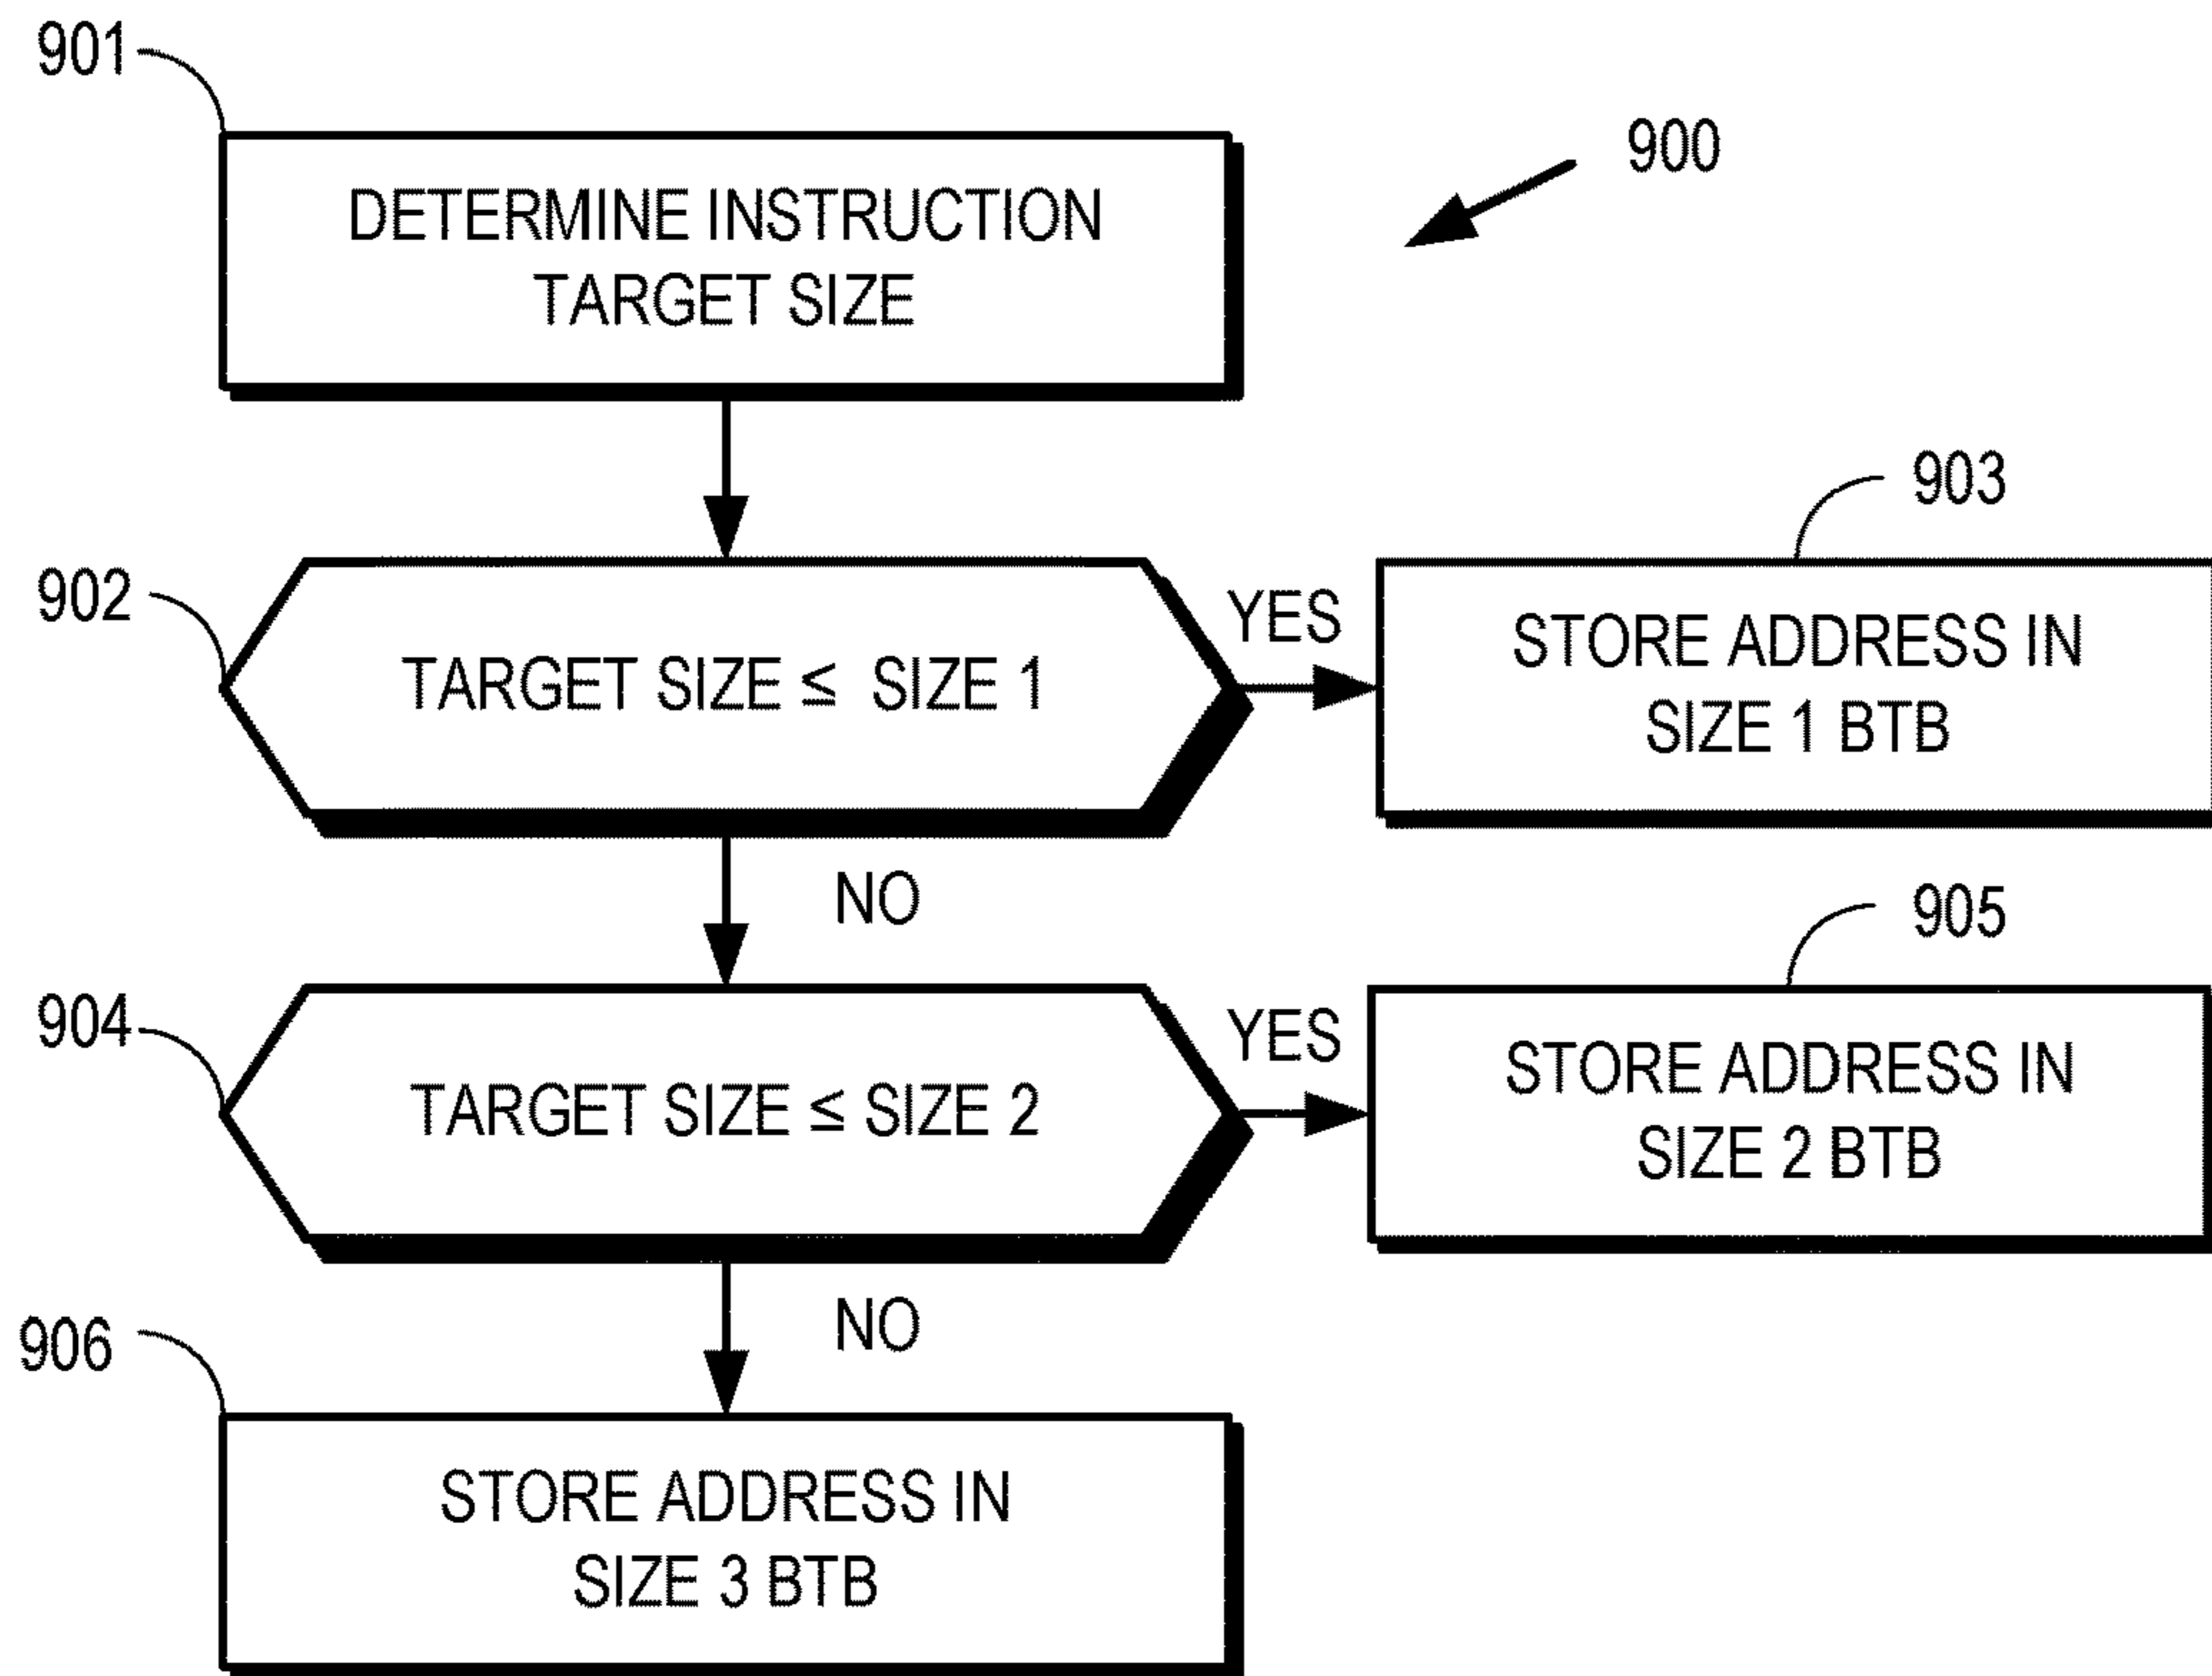 901
900
DETERMINE INSTRUCTION
TARGET SIZE
902
TARGET SIZE ≤ SIZE 1
YES
903
STORE ADDRESS IN
SIZE 1 BTB
NO
904
TARGET SIZE ≤ SIZE 2
YES
905
STORE ADDRESS IN
SIZE 2 BTB
NO
906
STORE ADDRESS IN
SIZE 3 BTB